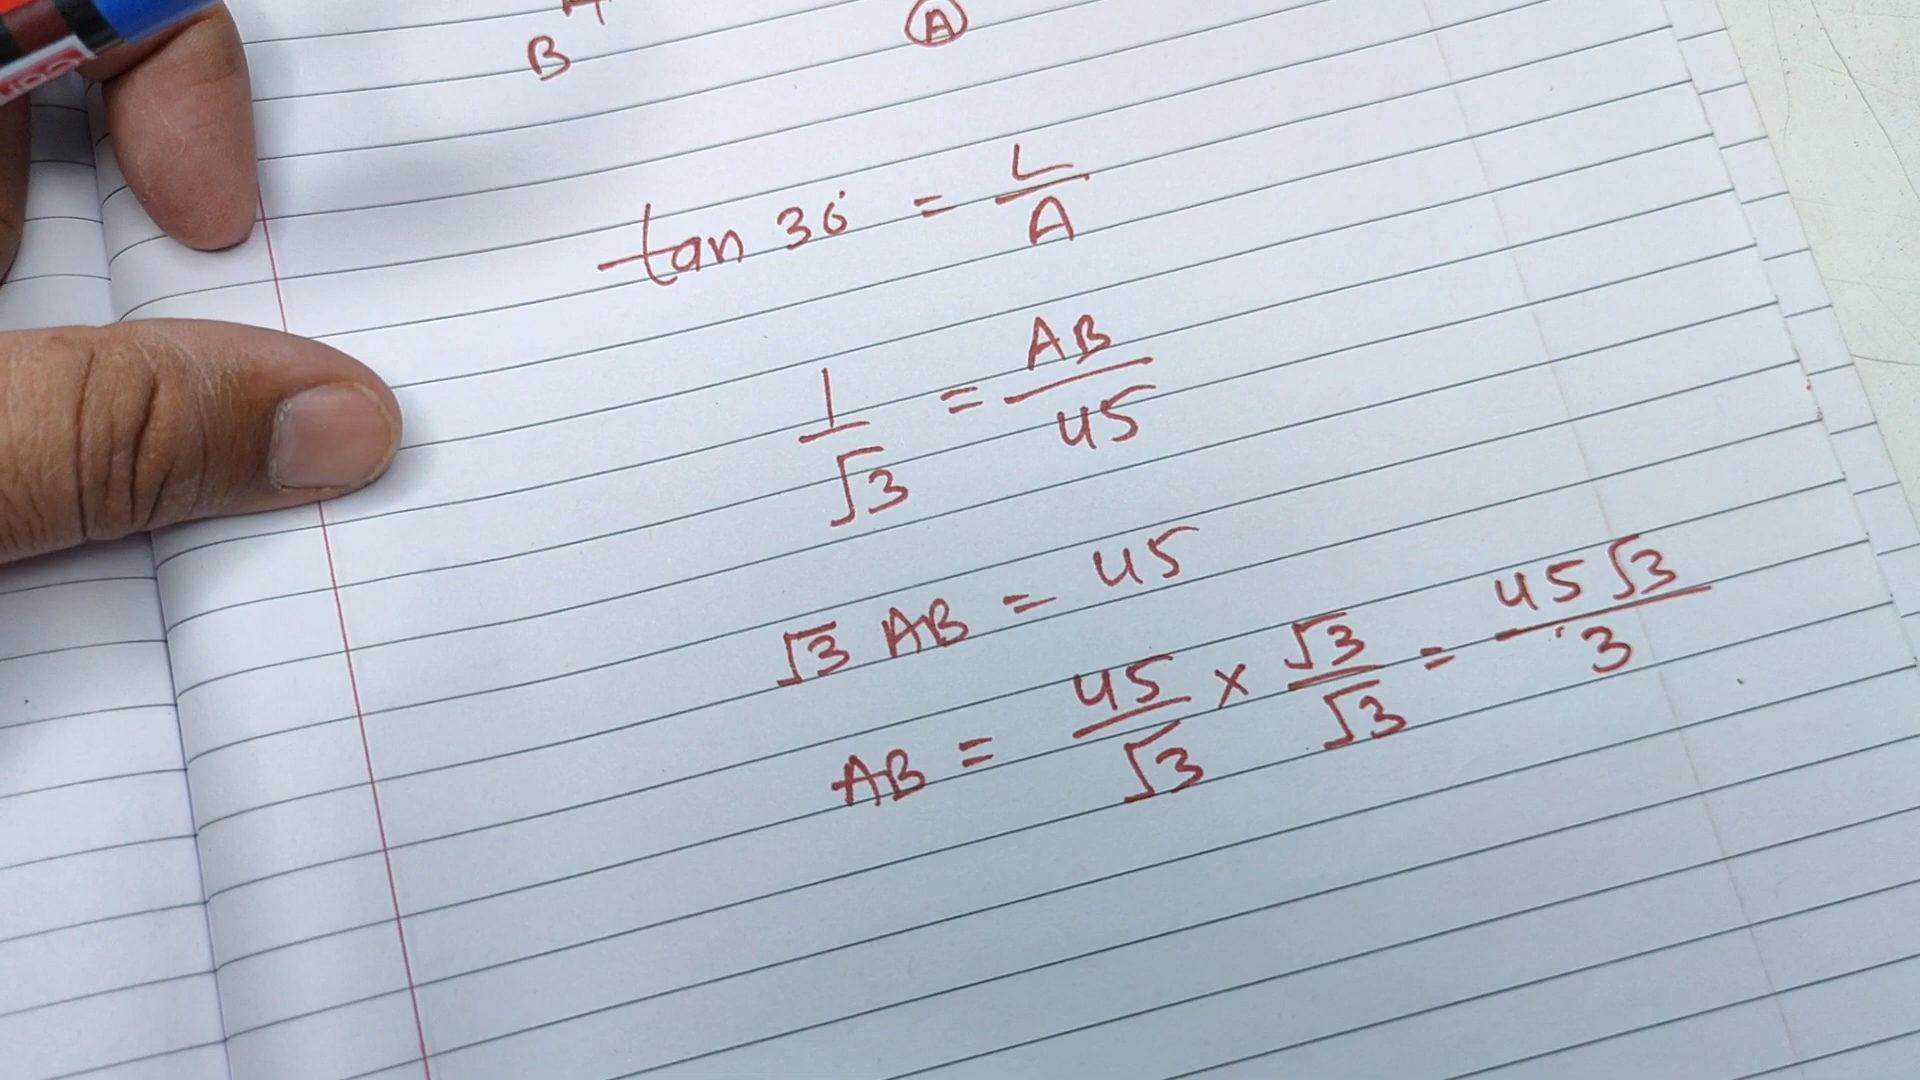 B A
tan 30° = L/A
1/√3 = AB/45
√3 AB = 45
AB = 45/√3 × √3/√3 = 45√3/3